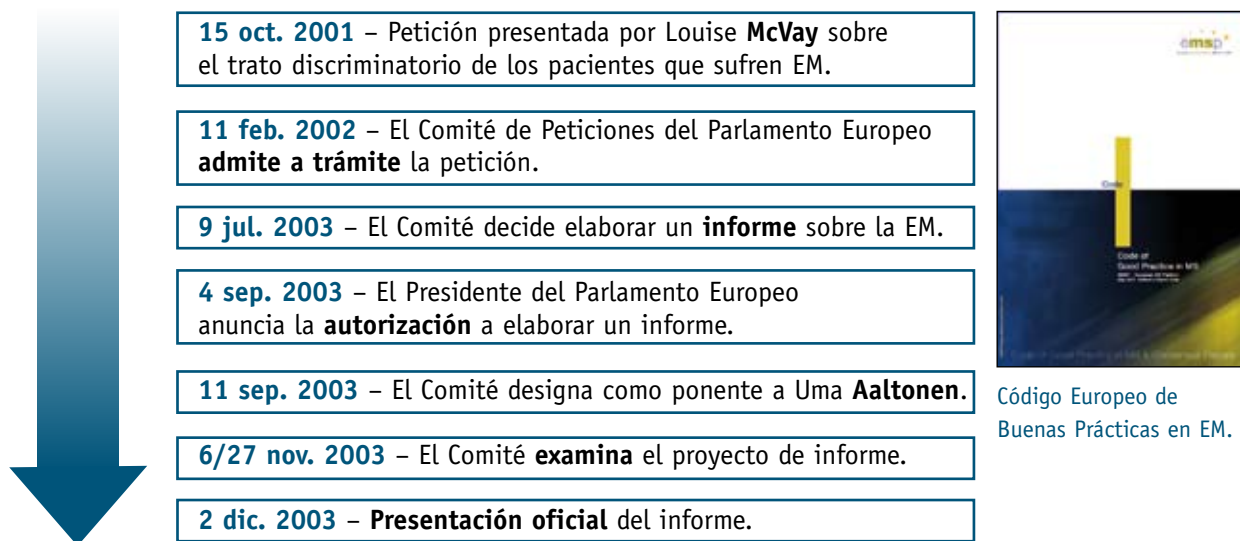 15 oct. 2001 – Petición presentada por Louise McVay sobre
el trato discriminatorio de los pacientes que sufren EM.
11 feb. 2002 – El Comité de Peticiones del Parlamento Europeo
admite a trámite la petición.
9 jul. 2003 – El Comité decide elaborar un informe sobre la EM.
4 sep. 2003 – El Presidente del Parlamento Europeo
anuncia la autorización a elaborar un informe.
11 sep. 2003 – El Comité designa como ponente a Uma Aaltonen.
6/27 nov. 2003 – El Comité examina el proyecto de informe.
2 dic. 2003 – Presentación oficial del informe.
emsp
Code
Code of
Good Practice in MS
Código Europeo de
Buenas Prácticas en EM.